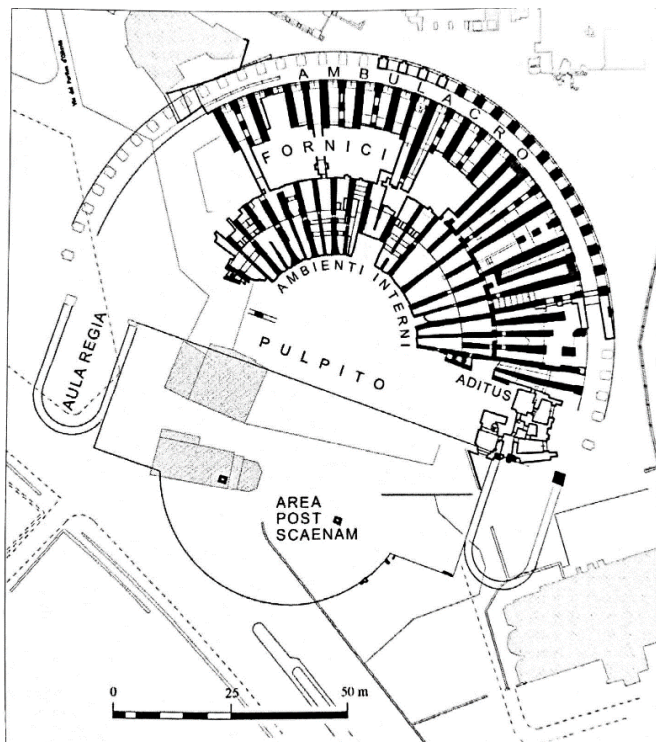 AMBULACRO
FORNICI
AMBIENTI INTERNI
PULPITO
ADITUS
AULA REGIA
AREA
POST
SCAENAM
0 25 50 m